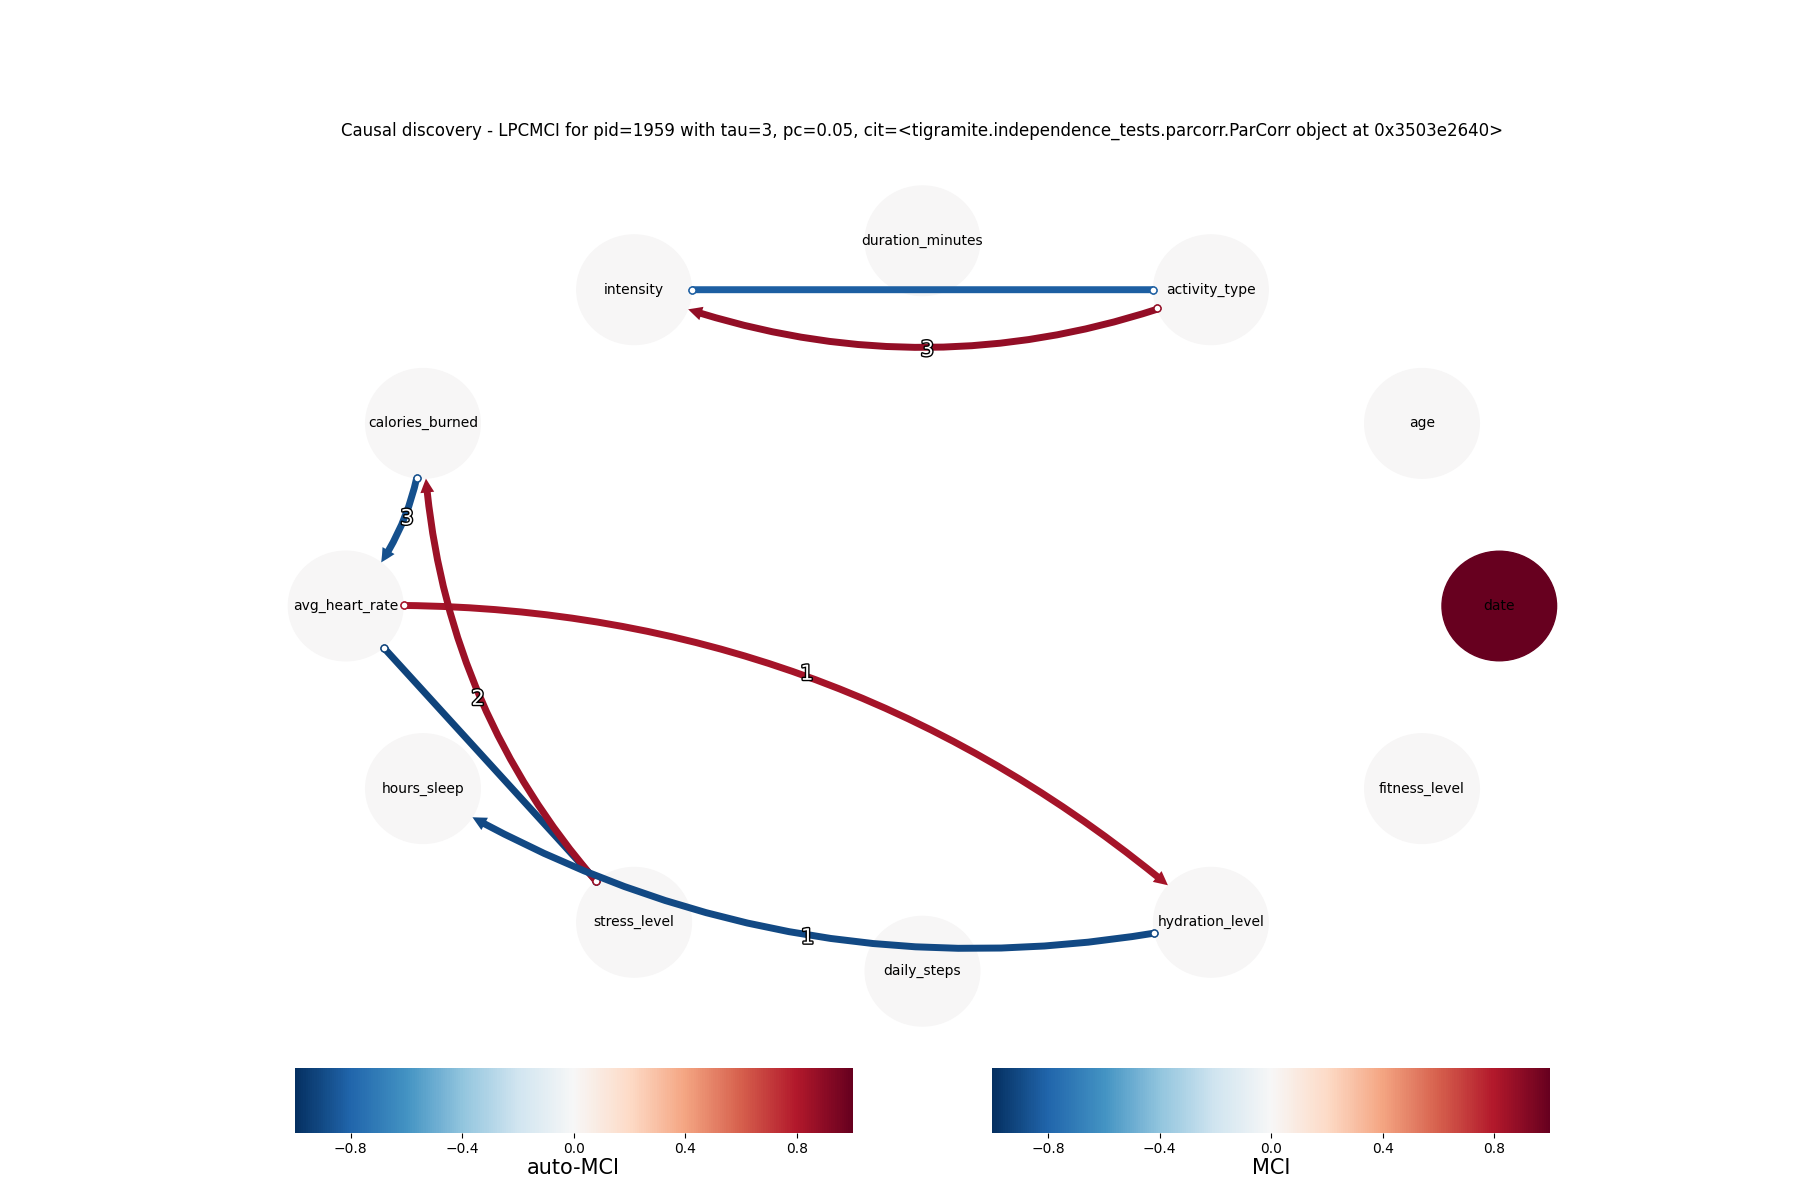 Causal discovery - LPCMCI for pid=1959 with tau=3, pc=0.05, cit=<tigramite.independence_tests.parcorr.ParCorr object at 0x3503e2640>
duration_minutes
intensity
activity_type
3
calories_burned
age
3
avg_heart_rate
date
1
2
hours_sleep
fitness_level
stress_level
hydration_level
1
daily_steps
−0.8 −0.4 0.0 0.4 0.8
auto-MCI
−0.8 −0.4 0.0 0.4 0.8
MCI